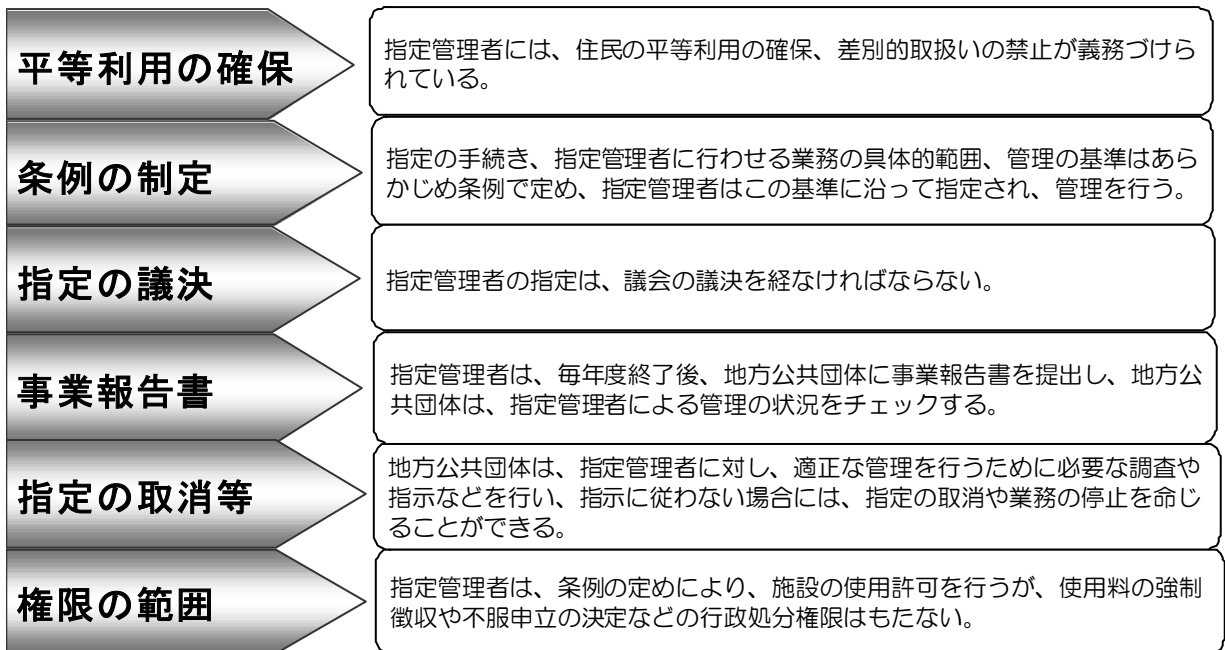 平等利用の確保
指定管理者には、住民の平等利用の確保、差別的取扱いの禁止が義務づけら
れている。
条例の制定
指定の手続き、指定管理者に行わせる業務の具体的範囲、管理の基準はあら
かじめ条例で定め、指定管理者はこの基準に沿って指定され、管理を行う。
指定の議決
指定管理者の指定は、議会の議決を経なければならない。
事業報告書
指定管理者は、毎年度終了後、地方公共団体に事業報告書を提出し、地方公
共団体は、指定管理者による管理の状況をチェックする。
指定の取消等
地方公共団体は、指定管理者に対し、適正な管理を行うために必要な調査や
指示などを行い、指示に従わない場合には、指定の取消や業務の停止を命じ
ることができる。
権限の範囲
指定管理者は、条例の定めにより、施設の使用許可を行うが、使用料の強制
徴収や不服申立の決定などの行政処分権限はもたない。